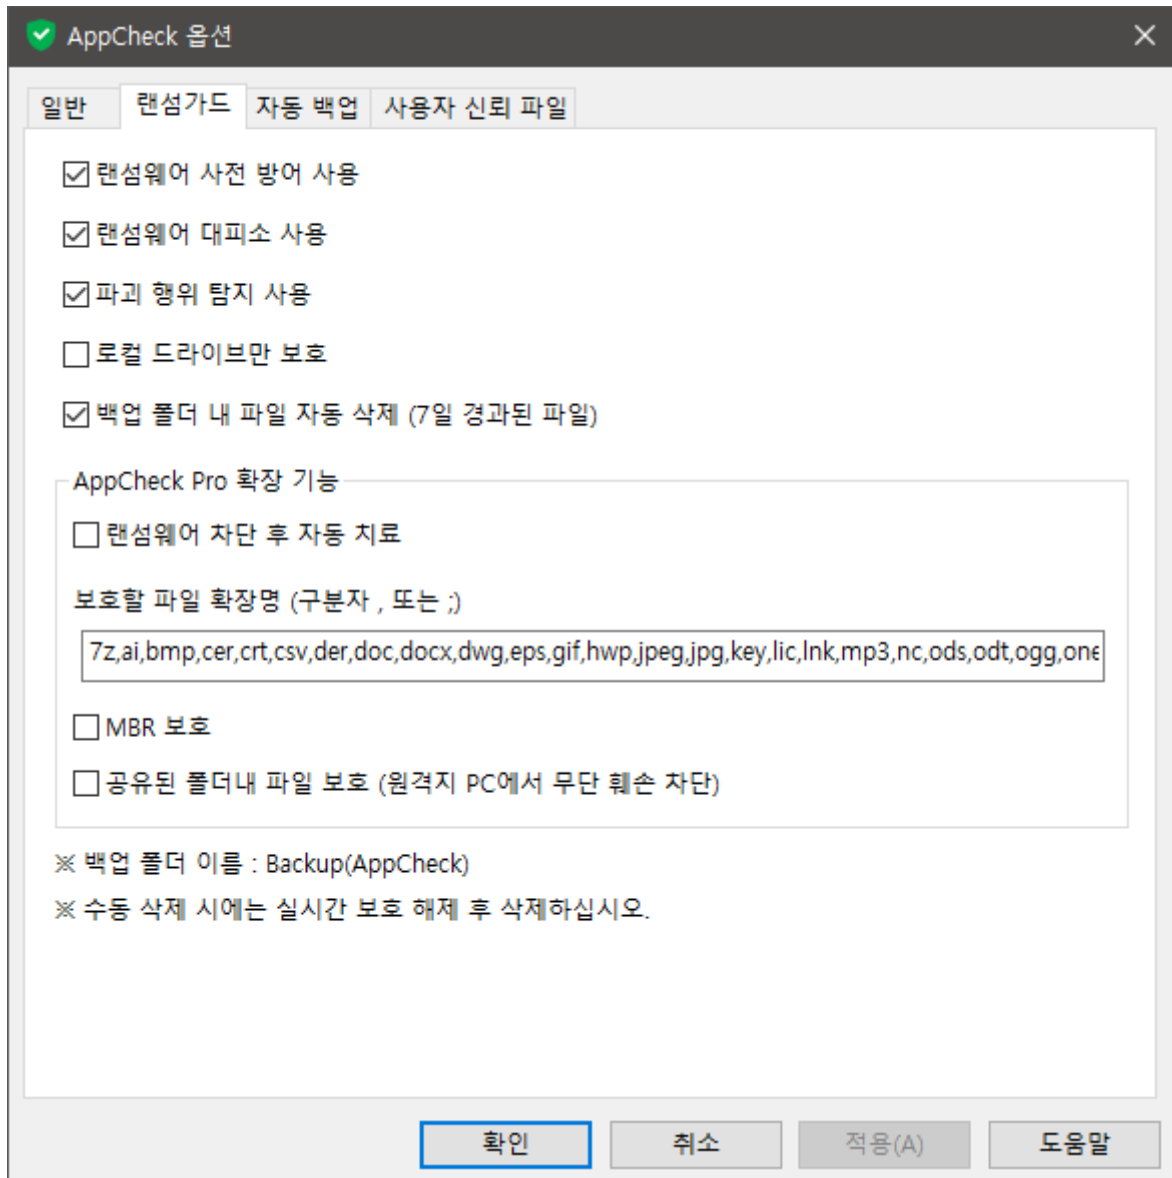 AppCheck 옵션
일반 랜섬가드 자동 백업 사용자 신뢰 파일
랜섬웨어 사전 방어 사용
랜섬웨어 대피소 사용
파괴 행위 탐지 사용
로컬 드라이브만 보호
백업 폴더 내 파일 자동 삭제 (7일 경과된 파일)
AppCheck Pro 확장 기능
랜섬웨어 차단 후 자동 치료
보호할 파일 확장명 (구분자 , 또는 ;)
7z,ai,bmp,cer,crt,csv,der,doc,docx,dwg,eps,gif,hwp,jpeg,jpg,key,lic,lnk,mp3,nc,ods,odt,ogg,one
MBR 보호
공유된 폴더내 파일 보호 (원격지 PC에서 무단 훼손 차단)
※ 백업 폴더 이름 : Backup(AppCheck)
※ 수동 삭제 시에는 실시간 보호 해제 후 삭제하십시오.
확인 취소 적용(A) 도움말